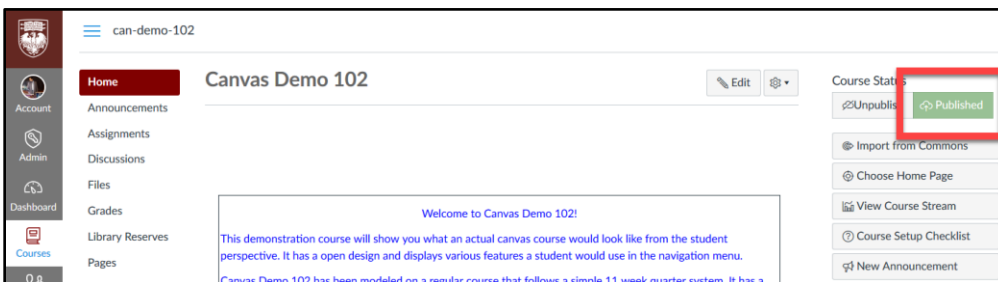 can-demo-102
Account
Admin
Dashboard
Courses
Home
Announcements
Assignments
Discussions
Files
Grades
Library Reserves
Pages
Canvas Demo 102
Edit
Welcome to Canvas Demo 102!
This demonstration course will show you what an actual canvas course would look like from the student
perspective. It has a open design and displays various features a student would use in the navigation menu.
Canvas Demo 102 has been modeled on a regular course that follows a simple 11 week quarter system. It has a
Course Status
Unpublis
Published
Import from Commons
Choose Home Page
View Course Stream
Course Setup Checklist
New Announcement